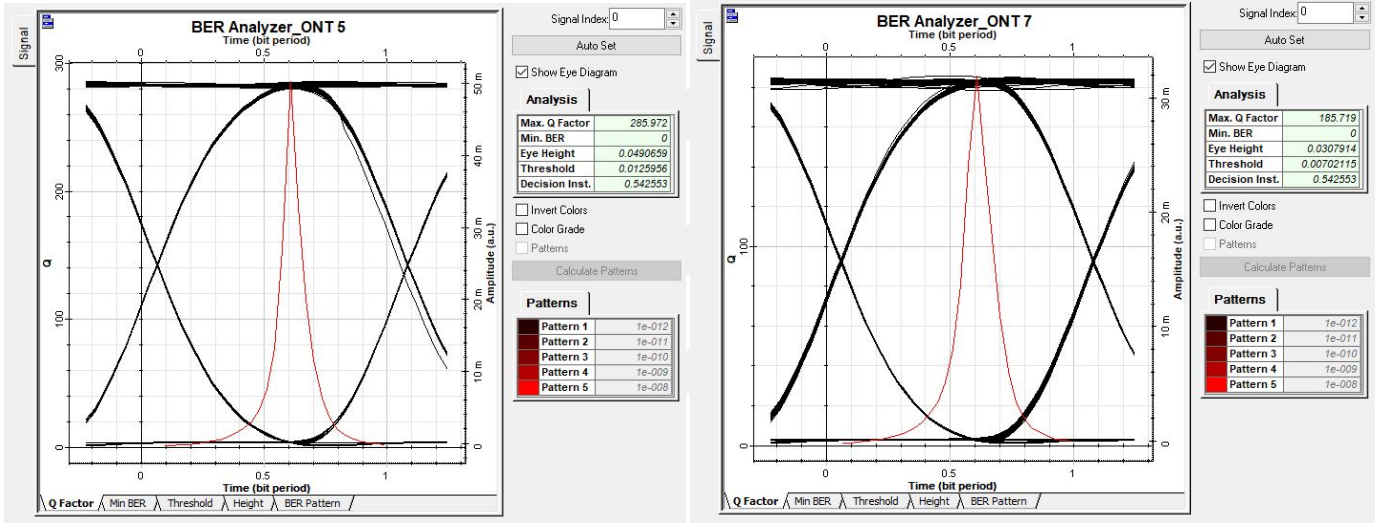 Signal
BER Analyzer_ONT 5
Time (bit period)
0 0.5 1
300
200
100
0
Q
50 m
40 m
30 m
20 m
10 m
0
Amplitude (a.u.)
0 0.5 1
Time (bit period)
Q Factor Min BER Threshold Height BER Pattern
Signal Index: 0
Auto Set
Show Eye Diagram
Analysis
Max. Q Factor 285.972
Min. BER 0
Eye Height 0.0490659
Threshold 0.0125956
Decision Inst. 0.542553
Invert Colors
Color Grade
Patterns
Calculate Patterns
Patterns
Pattern 1 1e-012
Pattern 2 1e-011
Pattern 3 1e-010
Pattern 4 1e-009
Pattern 5 1e-008
Signal
BER Analyzer_ONT 7
Time (bit period)
0 0.5 1
100
0
Q
30 m
20 m
10 m
0
Amplitude (a.u.)
0 0.5 1
Time (bit period)
Q Factor Min BER Threshold Height BER Pattern
Signal Index: 0
Auto Set
Show Eye Diagram
Analysis
Max. Q Factor 185.719
Min. BER 0
Eye Height 0.0307914
Threshold 0.00702115
Decision Inst. 0.542553
Invert Colors
Color Grade
Patterns
Calculate Patterns
Patterns
Pattern 1 1e-012
Pattern 2 1e-011
Pattern 3 1e-010
Pattern 4 1e-009
Pattern 5 1e-008